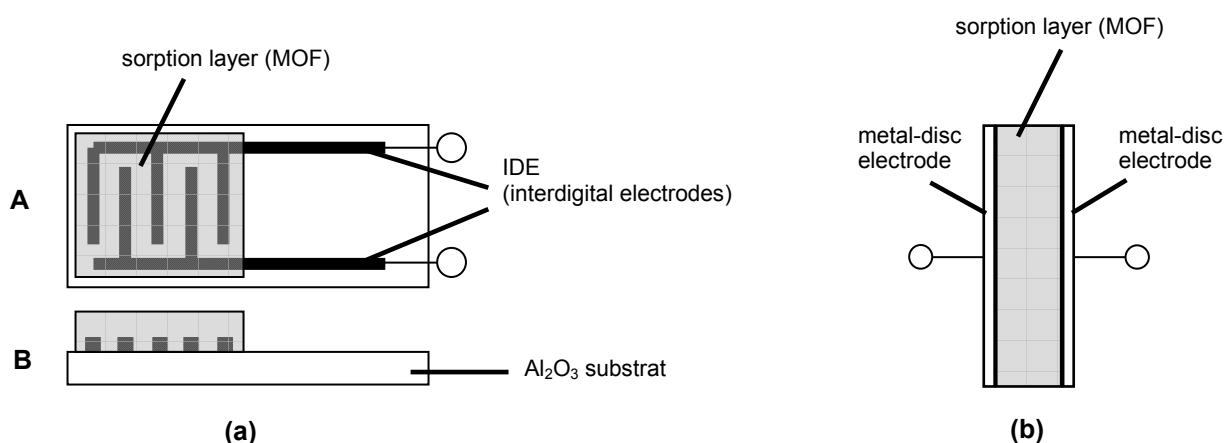 sorption layer (MOF)
A
IDE
(interdigital electrodes)
B
Al₂O₃ substrat
(a)
sorption layer (MOF)
metal-disc
electrode
metal-disc
electrode
(b)